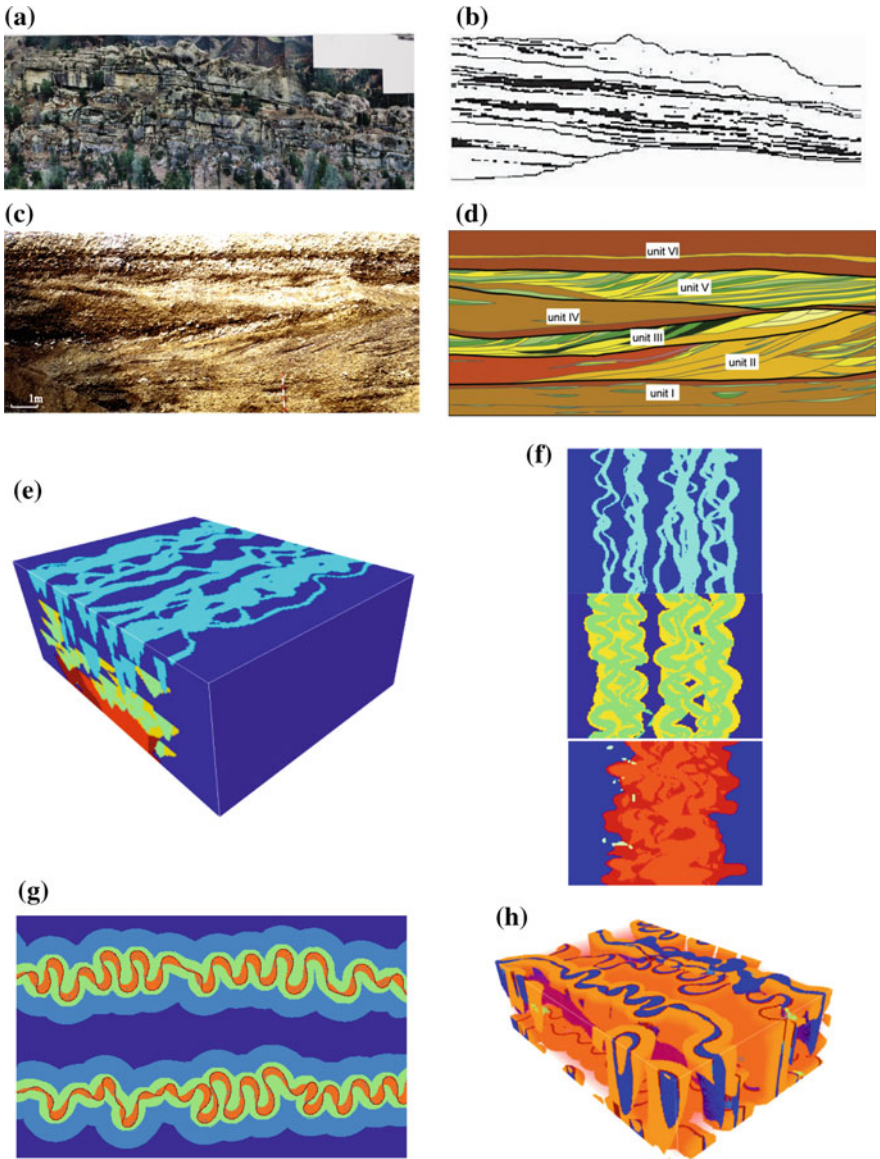 (a)
(b)
(c)
1m
(d)
unit VI
unit V
unit IV
unit III
unit II
unit I
(e)
(f)
(g)
(h)